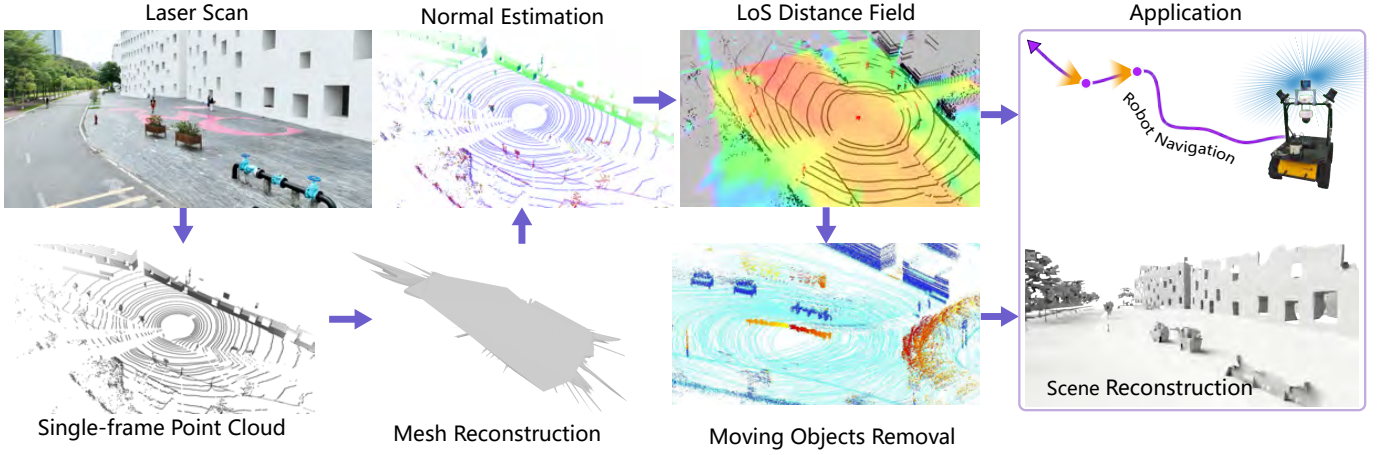 Laser Scan
Normal Estimation
LoS Distance Field
Application
Robot Navigation
Single-frame Point Cloud
Mesh Reconstruction
Moving Objects Removal
Scene Reconstruction